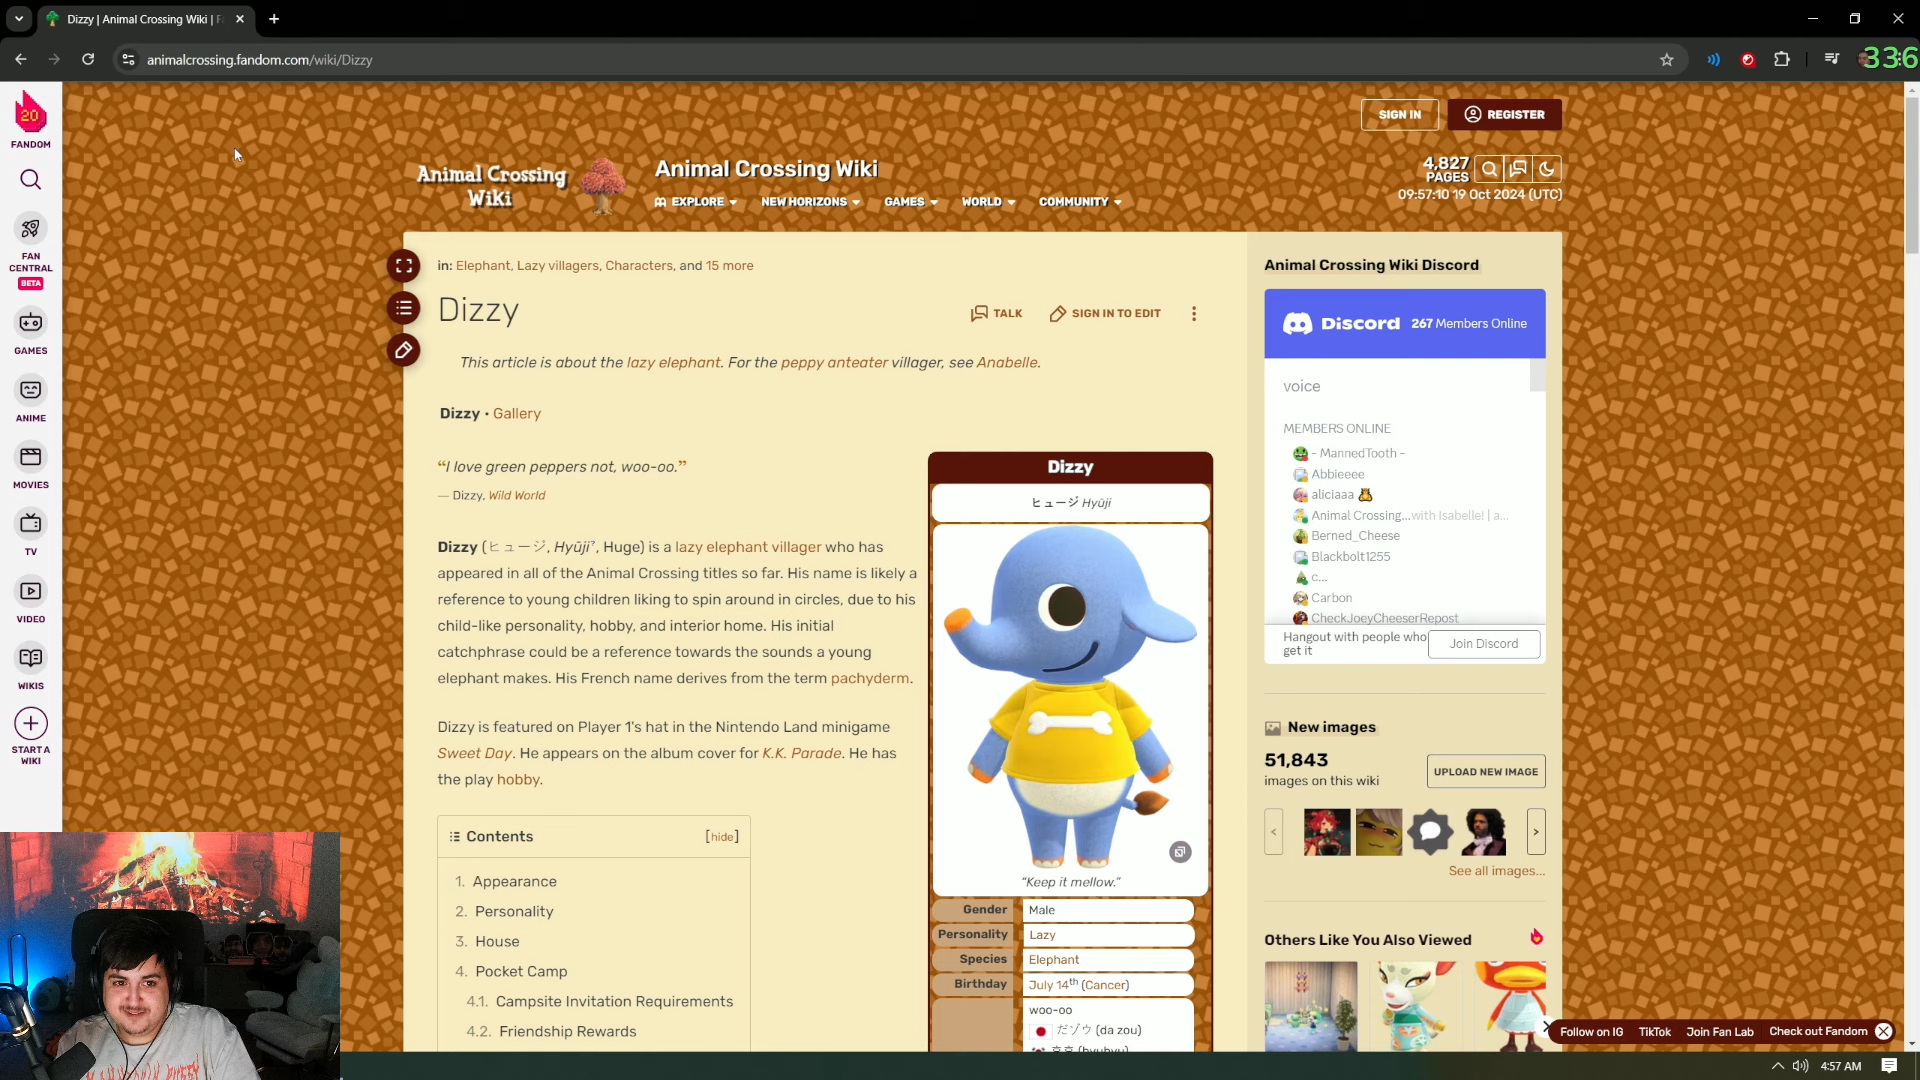 Dizzy | Animal Crossing Wiki | F
animalcrossing.fandom.com/wiki/Dizzy
336
20
FANDOM
FAN
CENTRAL
BETA
GAMES
ANIME
MOVIES
TV
VIDEO
WIKIS
START A
WIKI
SIGN IN
REGISTER
Animal Crossing
Wiki
Animal Crossing Wiki
EXPLORE
NEW HORIZONS
GAMES
WORLD
COMMUNITY
4,827
PAGES
09:57:10 19 Oct 2024 (UTC)
in: Elephant, Lazy villagers, Characters, and 15 more
Dizzy
TALK
SIGN IN TO EDIT
This article is about the lazy elephant. For the peppy anteater villager, see Anabelle.
Dizzy • Gallery
“I love green peppers not, woo-oo.”
— Dizzy, Wild World
Dizzy (ヒュージ, Hyūji?, Huge) is a lazy elephant villager who has
appeared in all of the Animal Crossing titles so far. His name is likely a
reference to young children liking to spin around in circles, due to his
child-like personality, hobby, and interior home. His initial
catchphrase could be a reference towards the sounds a young
elephant makes. His French name derives from the term pachyderm.
Dizzy is featured on Player 1's hat in the Nintendo Land minigame
Sweet Day. He appears on the album cover for K.K. Parade. He has
the play hobby.
Contents [hide]
1. Appearance
2. Personality
3. House
4. Pocket Camp
4.1. Campsite Invitation Requirements
4.2. Friendship Rewards
Dizzy
ヒュージ Hyūji
“Keep it mellow.”
Gender Male
Personality Lazy
Species Elephant
Birthday July 14th (Cancer)
woo-oo
だゾウ (da zou)
Animal Crossing Wiki Discord
Discord 267 Members Online
voice
MEMBERS ONLINE
- MannedTooth -
Abbieeee
aliciaaa
Animal Crossing... with Isabelle! | a...
Berned_Cheese
Blackbolt1255
c...
Carbon
CheckJoeyCheeserRepost
Hangout with people who
get it
Join Discord
New images
51,843
images on this wiki
UPLOAD NEW IMAGE
<
>
See all images...
Others Like You Also Viewed
Follow on IG TikTok Join Fan Lab Check out Fandom
4:57 AM